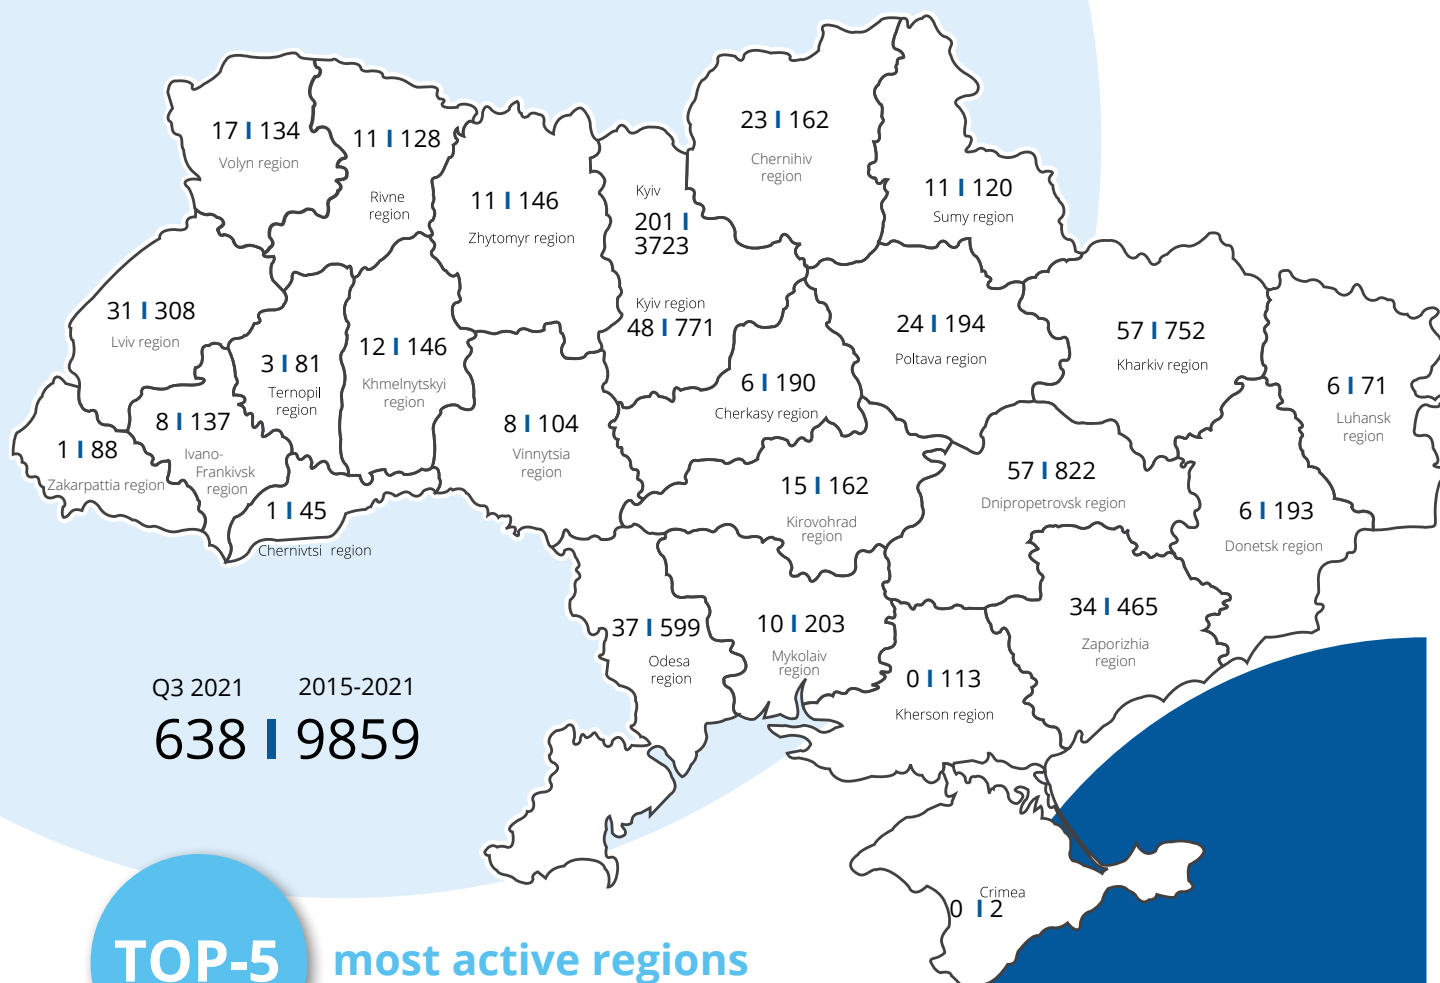 23 I 162
Chernihiv
region
17 I 134
Volyn region
11 I 128
Rivne
region
11 I 146
Zhytomyr region
Kyiv
201 I
3723
11 I 120
Sumy region
Kyiv region
48 I 771
31 I 308
Lviv region
3 I 81
Ternopil
region
12 I 146
Khmelnytskyi
region
24 I 194
Poltava region
57 I 752
Kharkiv region
6 I 71
Luhansk
region
6 I 190
Cherkasy region
8 I 137
Ivano-
Frankivsk
region
1 I 88
Zakarpattia region
8 I 104
Vinnytsia
region
1 I 45
Chernivtsi region
15 I 162
Kirovohrad
region
57 I 822
Dnipropetrovsk region
6 I 193
Donetsk region
37 I 599
Odesa
region
10 I 203
Mykolaiv
region
34 I 465
Zaporizhia
region
0 I 113
Kherson region
Q3 2021 2015-2021
638 I 9859
Crimea
0 I 2
TOP-5 most active regions